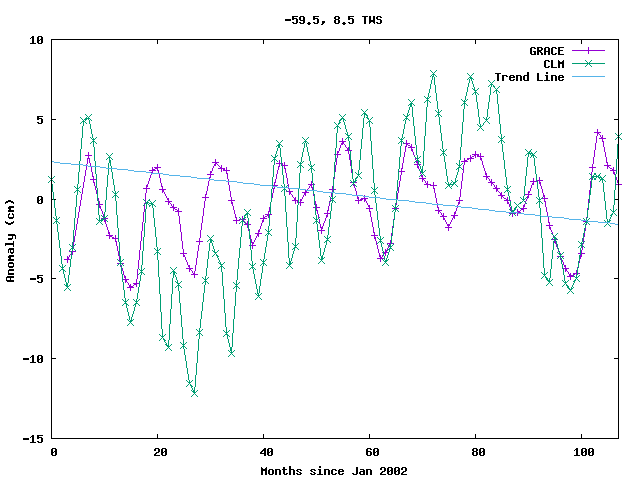 -59.5, 8.5 TWS
GRACE
CLM
Trend Line
10
5
0
-5
-10
-15
Anomaly (cm)
0 20 40 60 80 100
Months since Jan 2002